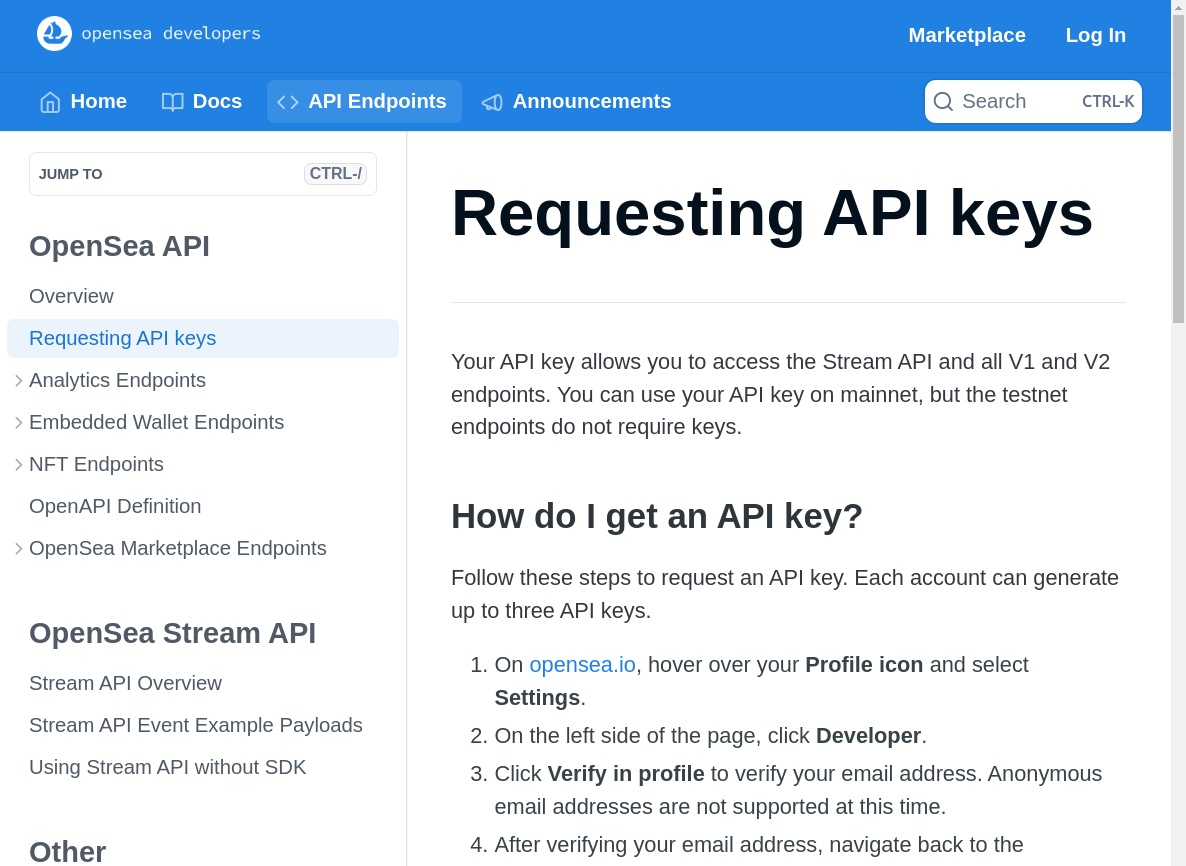 opensea developers
Marketplace
Log In
Home
Docs
API Endpoints
Announcements
Search
CTRL-K
JUMP TO
CTRL-/
OpenSea API
Overview
Requesting API keys
Analytics Endpoints
Embedded Wallet Endpoints
NFT Endpoints
OpenAPI Definition
OpenSea Marketplace Endpoints
OpenSea Stream API
Stream API Overview
Stream API Event Example Payloads
Using Stream API without SDK
Other
Requesting API keys
Your API key allows you to access the Stream API and all V1 and V2
endpoints. You can use your API key on mainnet, but the testnet
endpoints do not require keys.
How do I get an API key?
Follow these steps to request an API key. Each account can generate
up to three API keys.
1. On opensea.io, hover over your Profile icon and select
Settings.
2. On the left side of the page, click Developer.
3. Click Verify in profile to verify your email address. Anonymous
email addresses are not supported at this time.
4. After verifying your email address, navigate back to the